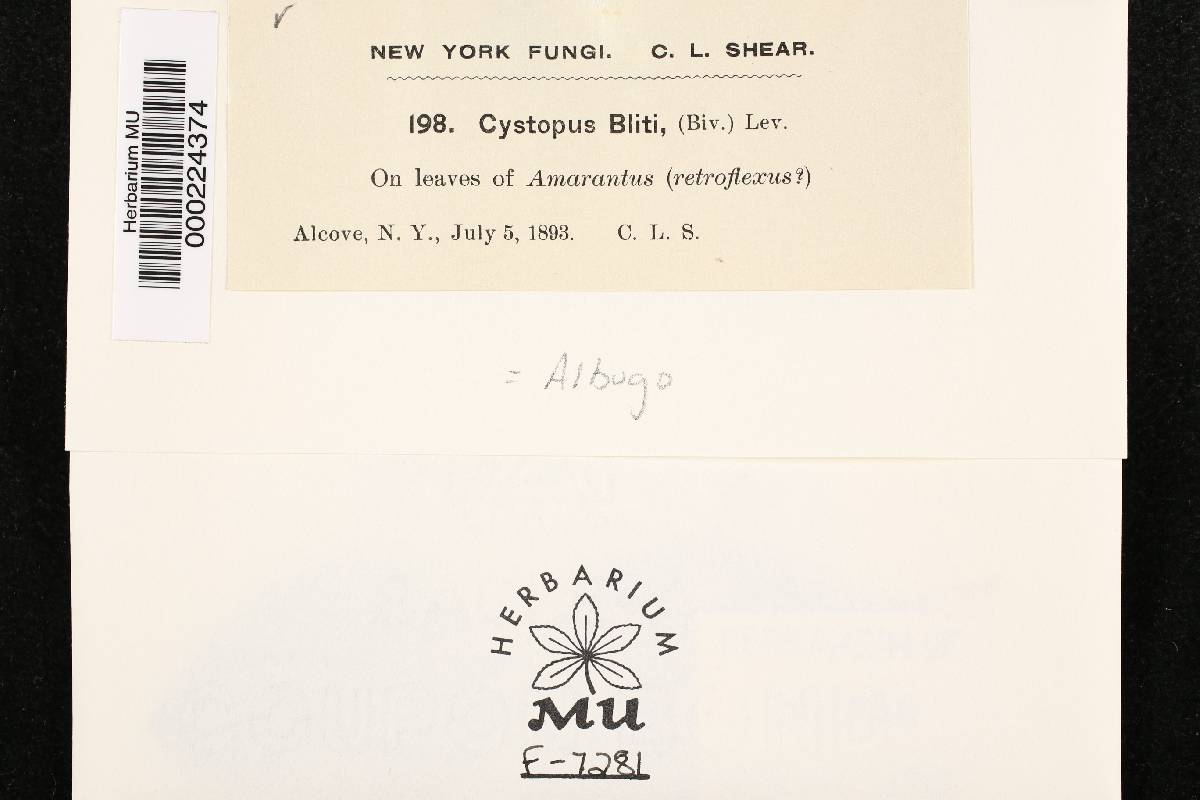 NEW YORK FUNGI. C. L. SHEAR.
198. Cystopus Bliti, (Biv.) Lev.
On leaves of Amarantus (retroflexus?)
Alcove, N. Y., July 5, 1893. C. L. S.
Herbarium MU
000224374
= Albugo
HERBARIUM
MU
F-7281